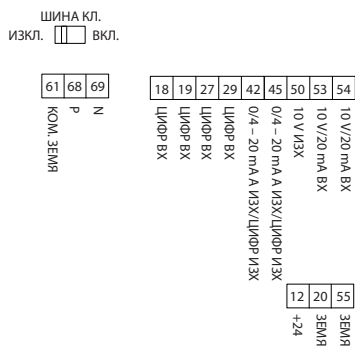 ШИНА КЛ.
ИЗКЛ. ВКЛ.
61 68 69
КОМ. ЗЕМЯ
P
N
18 19 27 29 42 45 50 53 54
ЦИФР ВХ
ЦИФР ВХ
ЦИФР ВХ
ЦИФР ВХ
0/4 – 20 mA A ИЗХ/ЦИФР ИЗХ
0/4 – 20 mA A ИЗХ/ЦИФР ИЗХ
10 V ИЗХ
10 V/20 mA ВХ
10 V/20 mA ВХ
12 20 55
+24
ЗЕМЯ
ЗЕМЯ